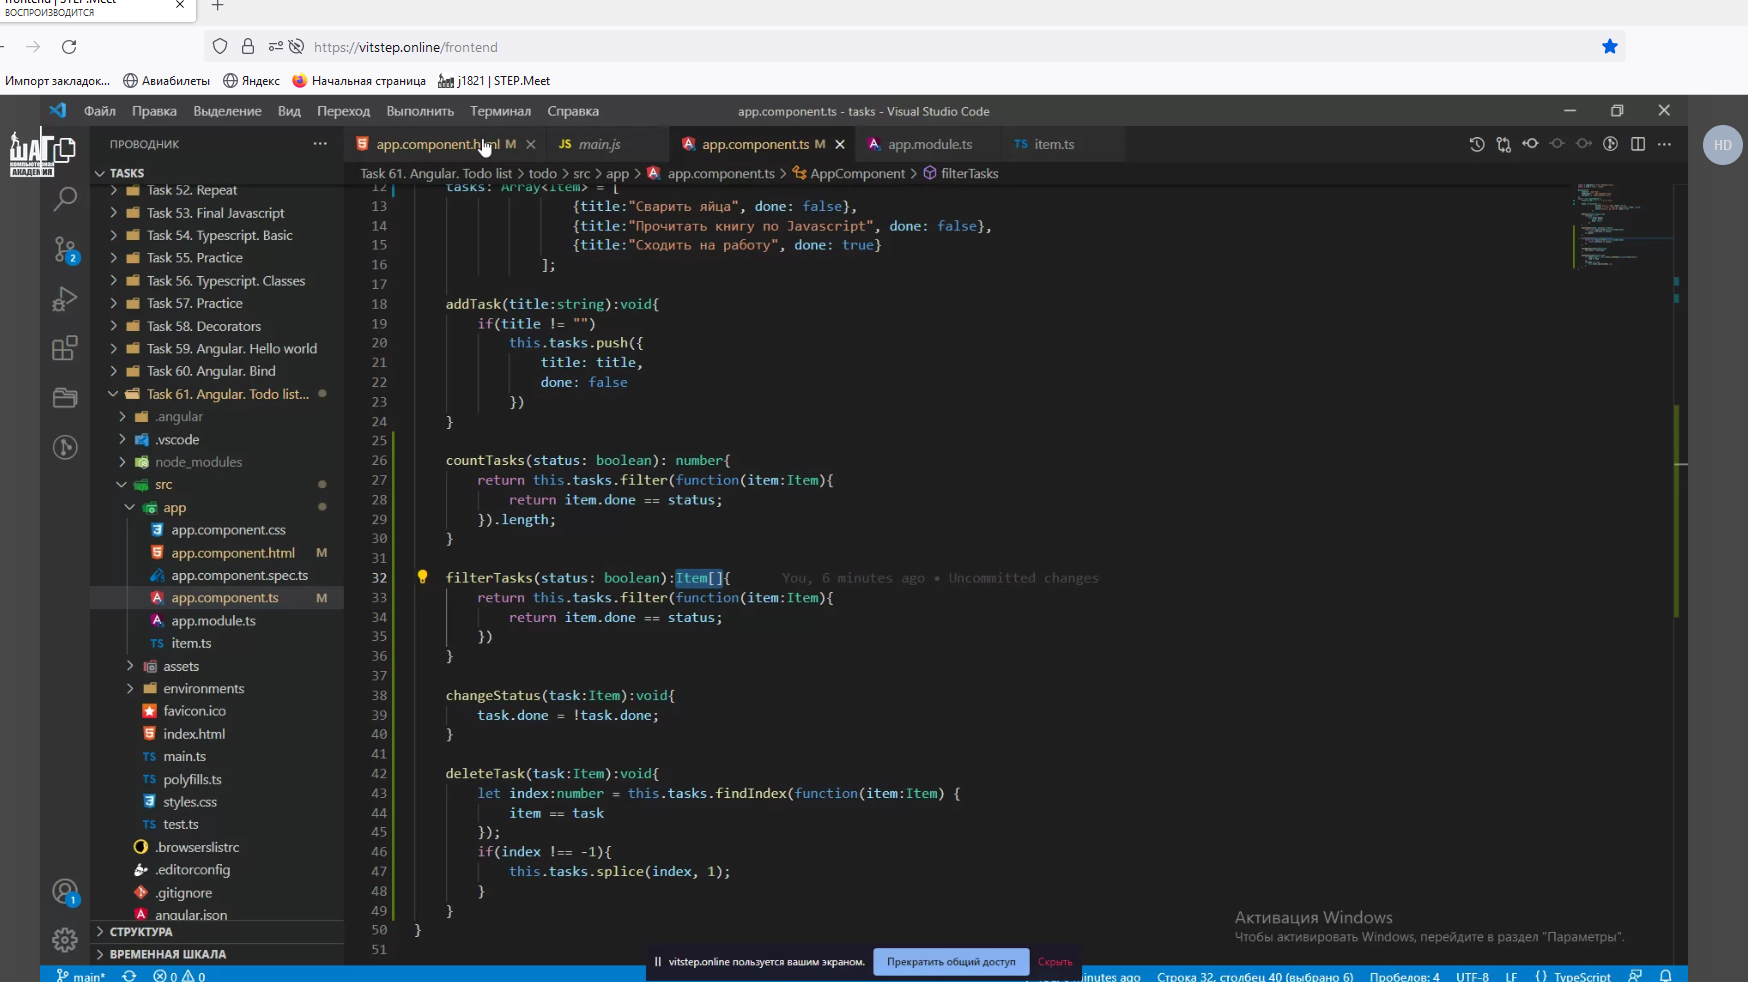 frontend | STEP.Meet
ВОСПРОИЗВОДИТСЯ
https://vitstep.online/frontend
Импорт закладок... Авиабилеты Яндекс Начальная страница j1821 | STEP.Meet
Файл Правка Выделение Вид Переход Выполнить Терминал Справка
app.component.ts - tasks - Visual Studio Code
ШАГ
КОМПЬЮТЕРНАЯ
АКАДЕМИЯ
HD
ПРОВОДНИК
app.component.html M
JS main.js
app.component.ts M
app.module.ts
TS item.ts
Task 61. Angular. Todo list > todo > src > app > app.component.ts > AppComponent > filterTasks
TASKS
Task 52. Repeat
Task 53. Final Javascript
Task 54. Typescript. Basic
Task 55. Practice
Task 56. Typescript. Classes
Task 57. Practice
Task 58. Decorators
Task 59. Angular. Hello world
Task 60. Angular. Bind
Task 61. Angular. Todo list...
.angular
.vscode
node_modules
src
app
app.component.css
app.component.html M
app.component.spec.ts
app.component.ts M
app.module.ts
TS item.ts
assets
environments
favicon.ico
index.html
TS main.ts
TS polyfills.ts
styles.css
TS test.ts
.browserslistrc
.editorconfig
.gitignore
angular.json
СТРУКТУРА
ВРЕМЕННАЯ ШКАЛА
2
1
12 tasks: Array<Item> = [
13 {title:"Сварить яйца", done: false},
14 {title:"Прочитать книгу по Javascript", done: false},
15 {title:"Сходить на работу", done: true}
16 ];
17
18 addTask(title:string):void{
19 if(title != "")
20 this.tasks.push({
21 title: title,
22 done: false
23 })
24 }
25
26 countTasks(status: boolean): number{
27 return this.tasks.filter(function(item:Item){
28 return item.done == status;
29 }).length;
30 }
31
32 filterTasks(status: boolean):Item[]{ You, 6 minutes ago • Uncommitted changes
33 return this.tasks.filter(function(item:Item){
34 return item.done == status;
35 })
36 }
37
38 changeStatus(task:Item):void{
39 task.done = !task.done;
40 }
41
42 deleteTask(task:Item):void{
43 let index:number = this.tasks.findIndex(function(item:Item) {
44 item == task
45 });
46 if(index !== -1){
47 this.tasks.splice(index, 1);
48 }
49 }
50 }
51
Активация Windows
Чтобы активировать Windows, перейдите в раздел "Параметры".
vitstep.online пользуется вашим экраном. Прекратить общий доступ Скрыть
main* 0 0 minutes ago Строка 32, столбец 40 (выбрано 6) Пробелов: 4 UTF-8 LF {} TypeScript